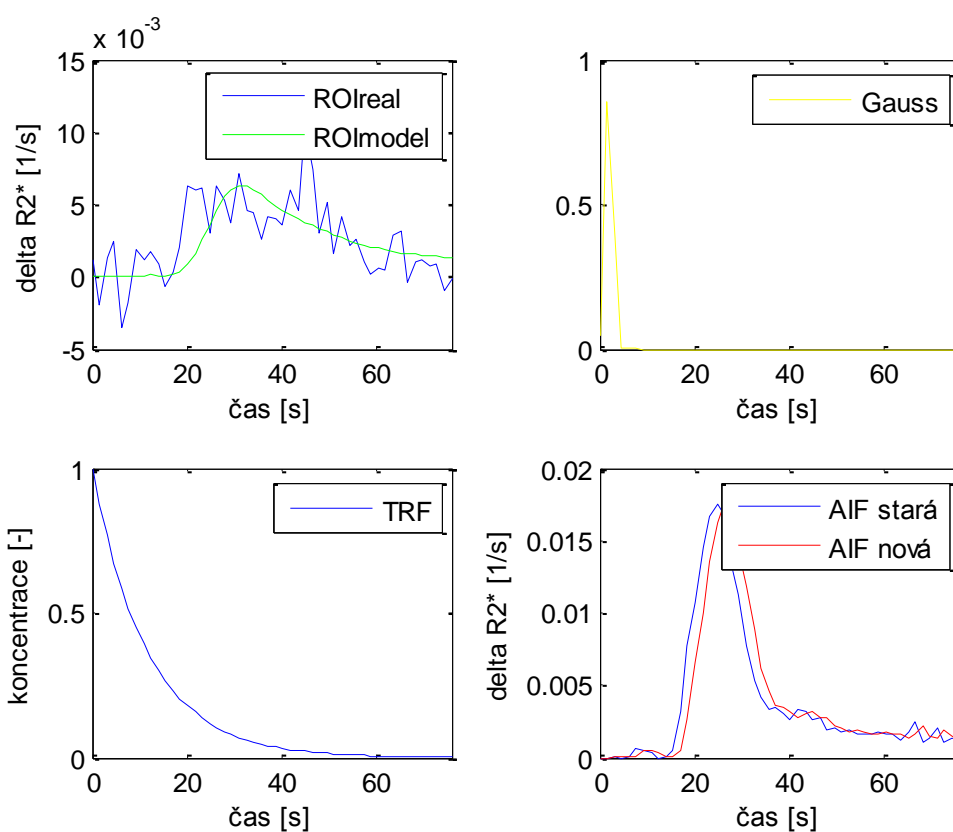 x 10^-3
15
10
5
0
-5
delta R2* [1/s]
ROIreal
ROImodel
0 20 40 60
čas [s]
1
0.5
0
Gauss
0 20 40 60
čas [s]
1
0.5
0
koncentrace [-]
TRF
0 20 40 60
čas [s]
0.02
0.015
0.01
0.005
0
delta R2* [1/s]
AIF stará
AIF nová
0 20 40 60
čas [s]